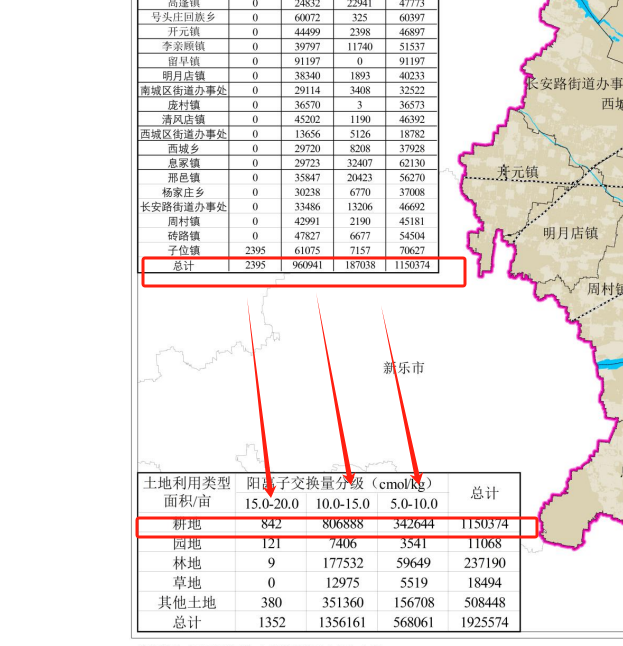 高蓬镇 0 24832 22941 47773
号头庄回族乡 0 60072 325 60397
开元镇 0 44499 2398 46897
李亲顾镇 0 39797 11740 51537
留早镇 0 91197 0 91197
明月店镇 0 38340 1893 40233
南城区街道办事处 0 29114 3408 32522
庞村镇 0 36570 3 36573
清风店镇 0 45202 1190 46392
西城区街道办事处 0 13656 5126 18782
西城乡 0 29720 8208 37928
息冢镇 0 29723 32407 62130
邢邑镇 0 35847 20423 56270
杨家庄乡 0 30238 6770 37008
长安路街道办事处 0 33486 13206 46692
周村镇 0 42991 2190 45181
砖路镇 0 47827 6677 54504
子位镇 2395 61075 7157 70627
总计 2395 960941 187038 1150374
长安路街道办事
西城
开元镇
明月店镇
周村镇
新乐市
土地利用类型 阳离子交换量分级（cmol/kg） 总计
面积/亩 15.0-20.0 10.0-15.0 5.0-10.0
耕地 842 806888 342644 1150374
园地 121 7406 3541 11068
林地 9 177532 59649 237190
草地 0 12975 5519 18494
其他土地 380 351360 156708 508448
总计 1352 1356161 568061 1925574